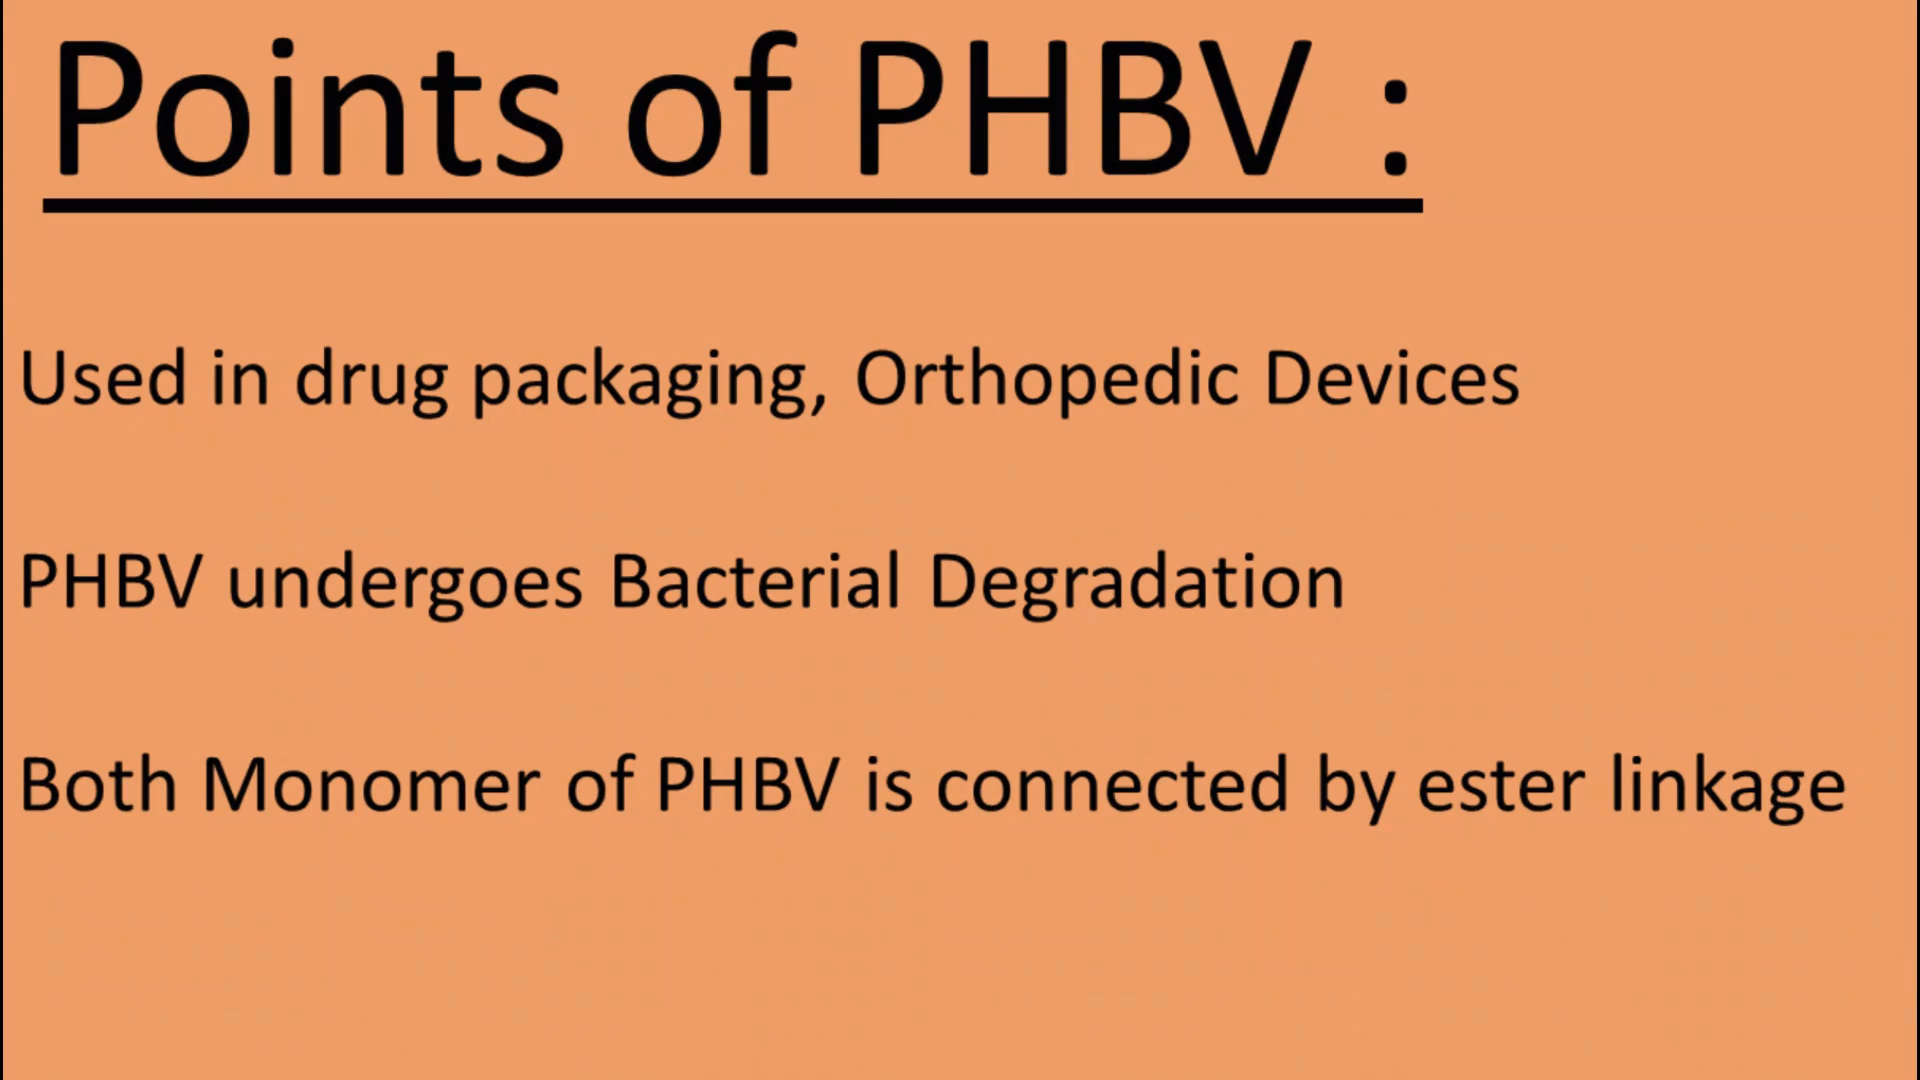 Points of PHBV :
Used in drug packaging, Orthopedic Devices
PHBV undergoes Bacterial Degradation
Both Monomer of PHBV is connected by ester linkage